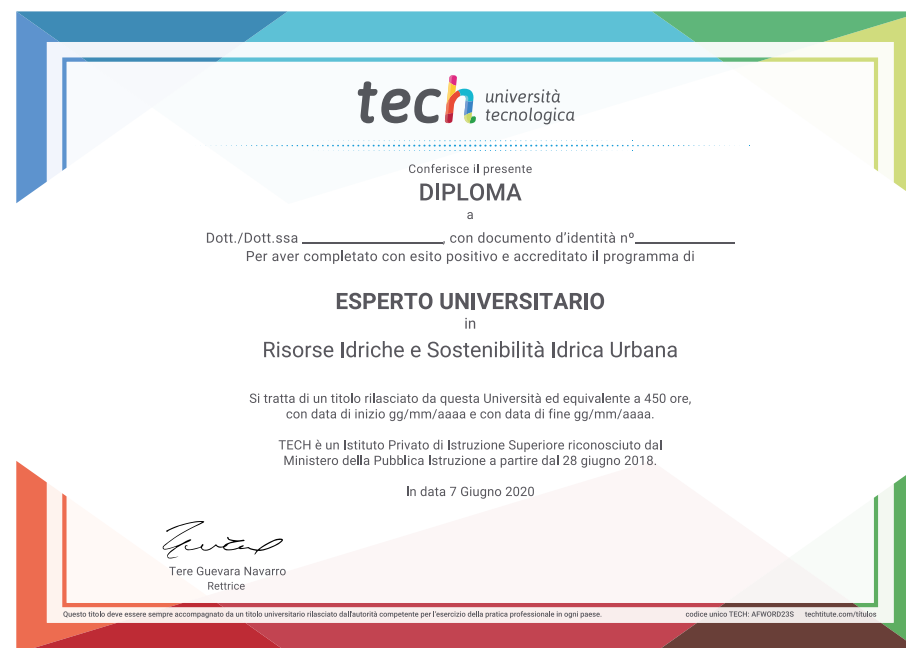 tech università
tecnologica
Conferisce il presente
DIPLOMA
a
Dott./Dott.ssa ____________________, con documento d'identità nº______________
Per aver completato con esito positivo e accreditato il programma di
ESPERTO UNIVERSITARIO
in
Risorse Idriche e Sostenibilità Idrica Urbana
Si tratta di un titolo rilasciato da questa Università ed equivalente a 450 ore,
con data di inizio gg/mm/aaaa e con data di fine gg/mm/aaaa.
TECH è un Istituto Privato di Istruzione Superiore riconosciuto dal
Ministero della Pubblica Istruzione a partire dal 28 giugno 2018.
In data 7 Giugno 2020
Tere Guevara Navarro
Rettrice
Questo titolo deve essere sempre accompagnato da un titolo universitario rilasciato dall'autorità competente per l'esercizio della pratica professionale in ogni paese. codice unico TECH: AFWORD23S techtitute.com/titulos